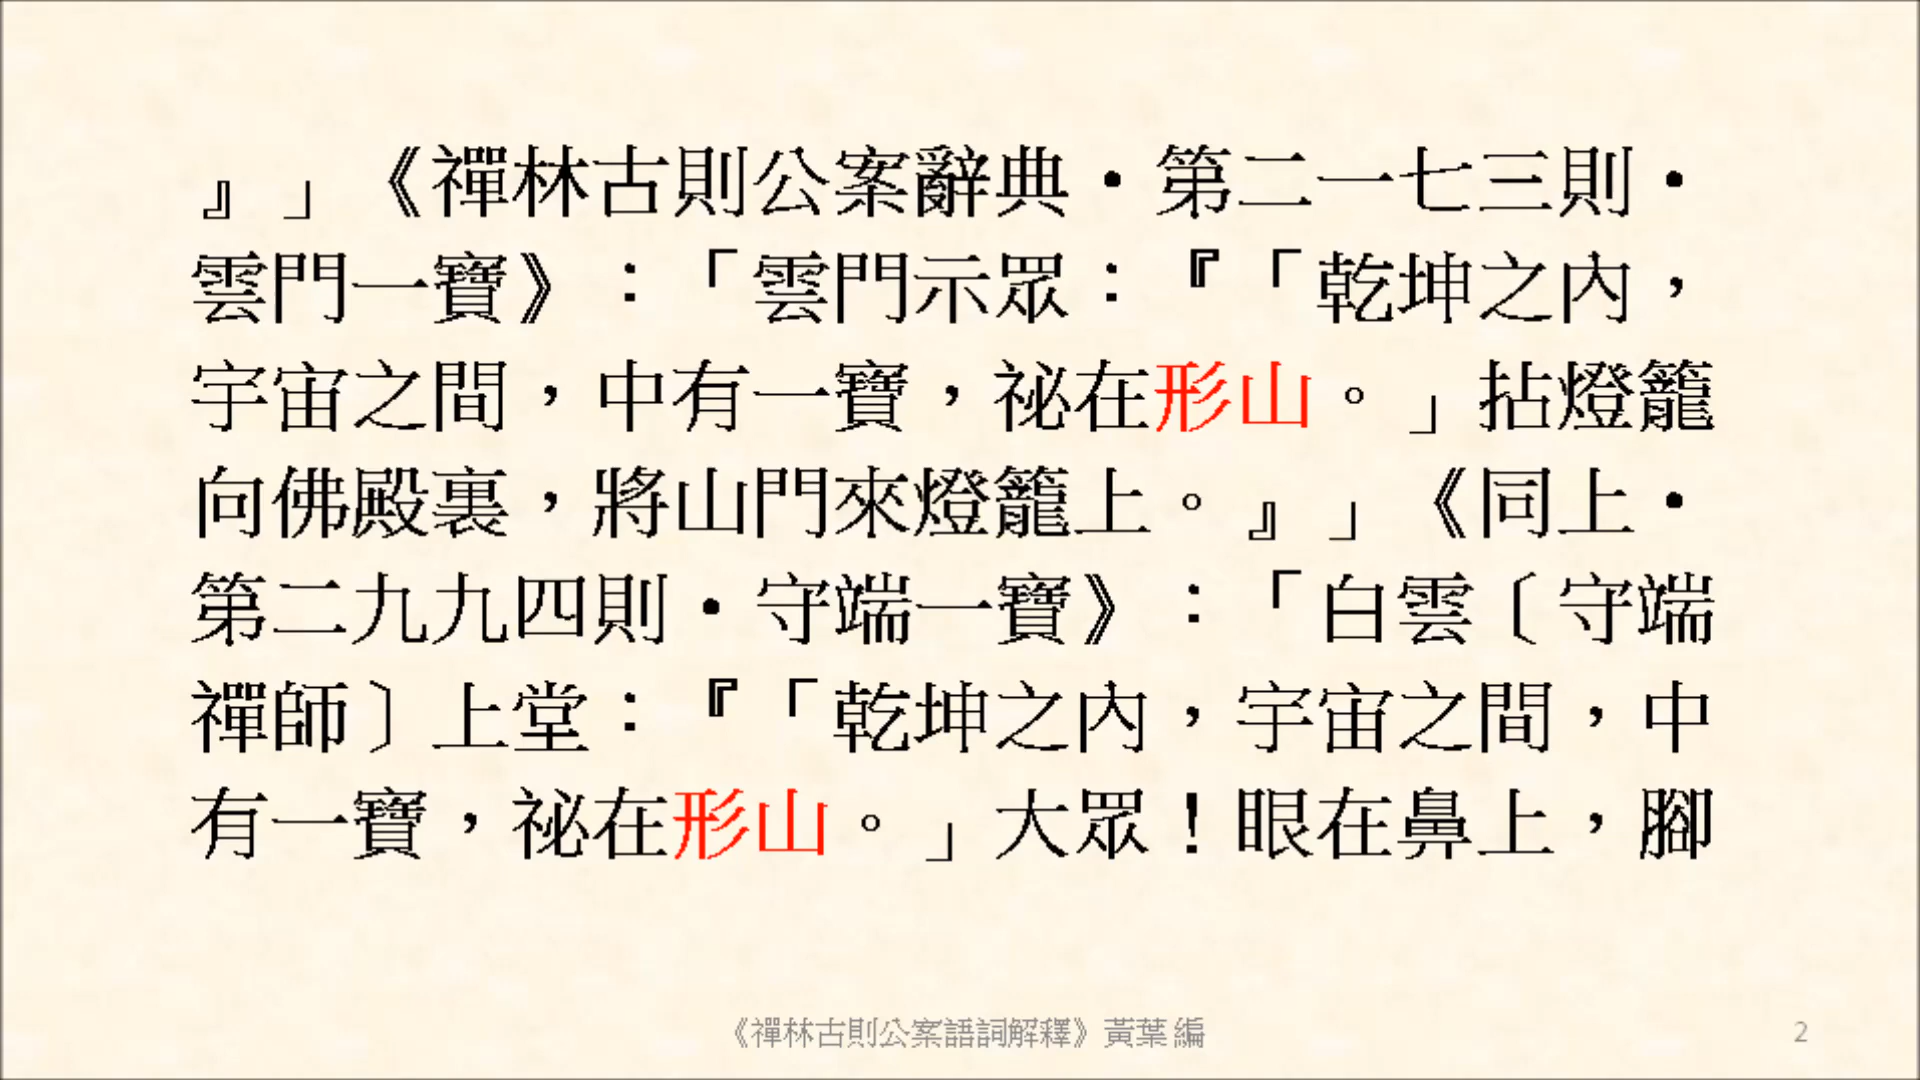 』」《禪林古則公案辭典•第二一七三則•
雲門一寶》：「雲門示眾：『「乾坤之內，
宇宙之間，中有一寶，祕在形山。」拈燈籠
向佛殿裏，將山門來燈籠上。』」《同上•
第二九九四則•守端一寶》：「白雲〔守端
禪師〕上堂：『「乾坤之內，宇宙之間，中
有一寶，祕在形山。」大眾！眼在鼻上，腳
《禪林古則公案語詞解釋》黃葉 編
2